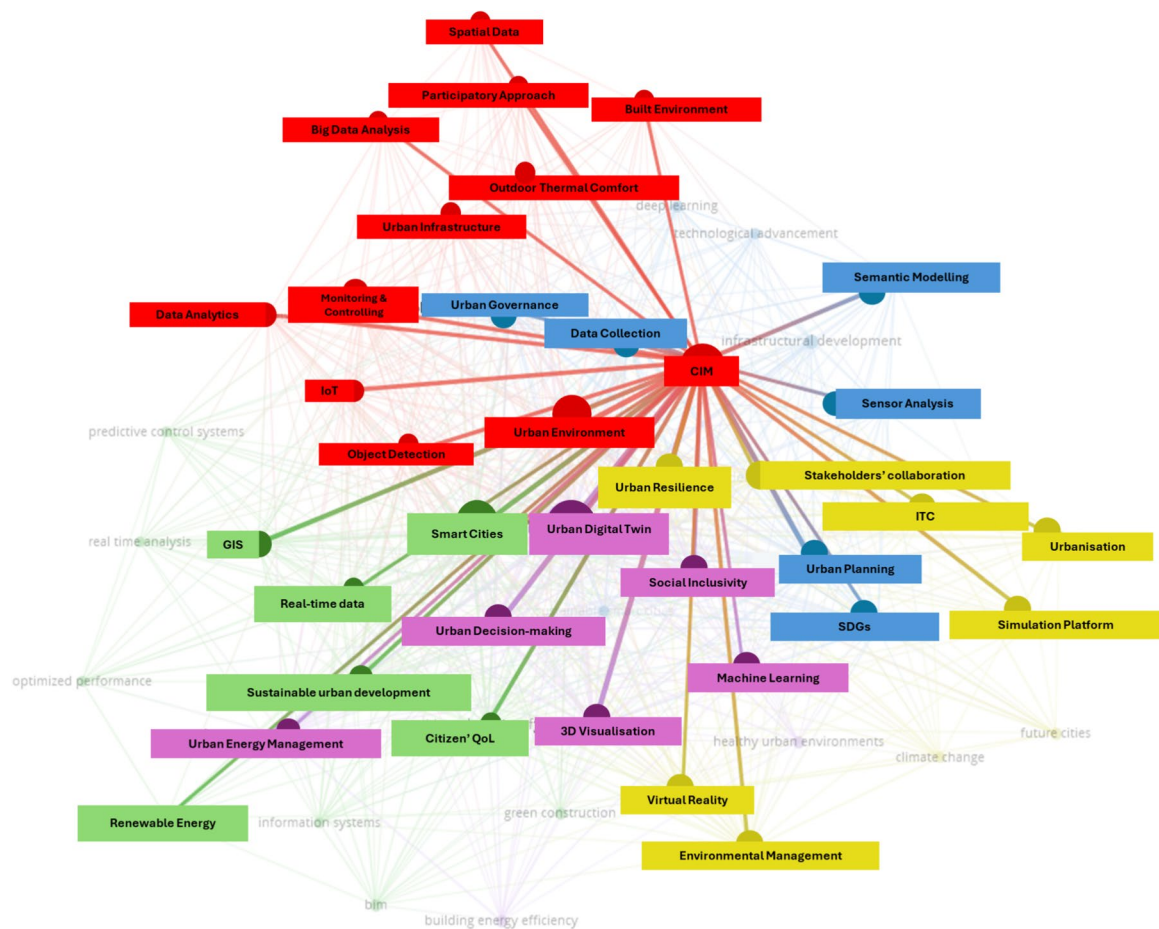 Spatial Data
Participatory Approach
Built Environment
Big Data Analysis
Outdoor Thermal Comfort
deep learning
Urban Infrastructure
technological advancement
Semantic Modelling
Monitoring &
Controlling
Urban Governance
Data Analytics
Data Collection
infrastructural development
CIM
IoT
Sensor Analysis
predictive control systems
Urban Environment
Object Detection
Stakeholders’ collaboration
Urban Resilience
ITC
Smart Cities
Urban Digital Twin
real time analysis
GIS
Urbanisation
Urban Planning
Social Inclusivity
Real-time data
Urban Decision-making
SDGs
Simulation Platform
optimized performance
Machine Learning
Sustainable urban development
3D Visualisation
future cities
Urban Energy Management
Citizen’ QoL
healthy urban environments
climate change
Virtual Reality
green construction
Renewable Energy
information systems
Environmental Management
bim
building energy efficiency